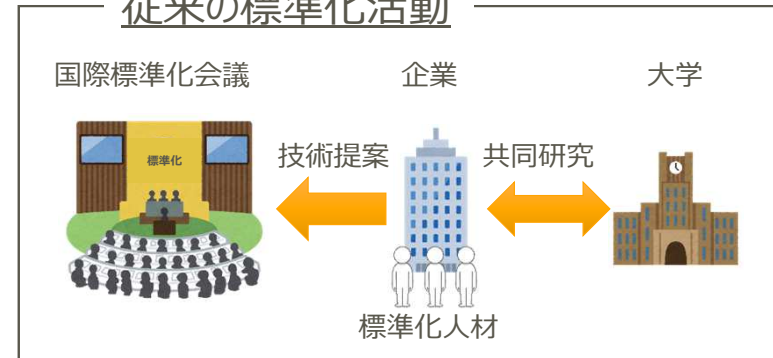 従来の標準化活動
国際標準化会議
企業
大学
標準化
技術提案
共同研究
標準化人材